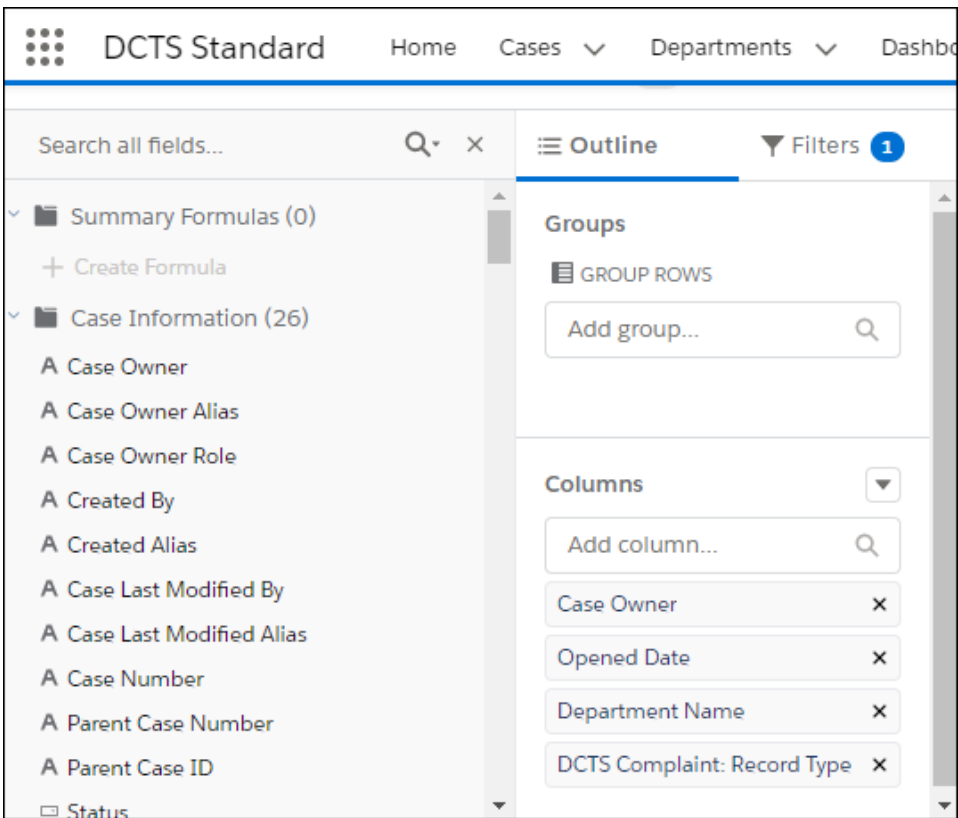 DCTS Standard Home Cases Departments Dashbo
Search all fields...
Summary Formulas (0)
Create Formula
Case Information (26)
A Case Owner
A Case Owner Alias
A Case Owner Role
A Created By
A Created Alias
A Case Last Modified By
A Case Last Modified Alias
A Case Number
A Parent Case Number
A Parent Case ID
Status
Outline Filters 1
Groups
GROUP ROWS
Add group...
Columns
Add column...
Case Owner
Opened Date
Department Name
DCTS Complaint: Record Type